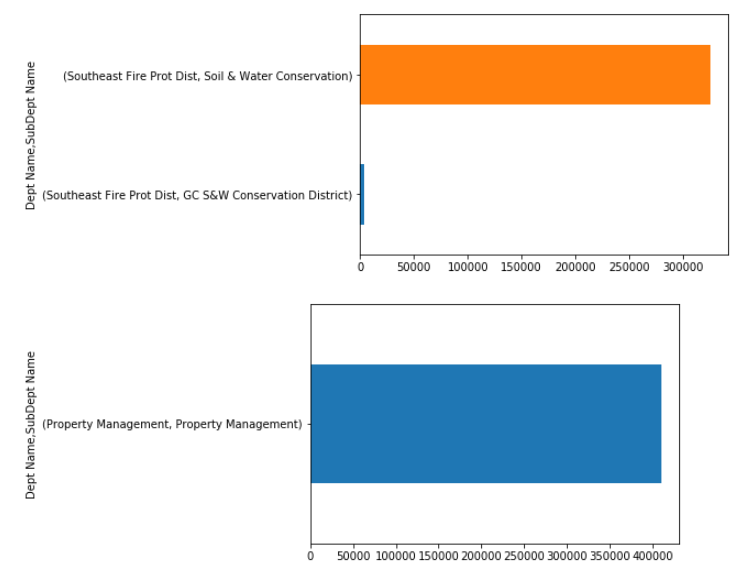 Dept Name,SubDept Name
(Southeast Fire Prot Dist, Soil & Water Conservation)
(Southeast Fire Prot Dist, GC S&W Conservation District)
0 50000 100000 150000 200000 250000 300000
Dept Name,SubDept Name
(Property Management, Property Management)
0 50000 100000 150000 200000 250000 300000 350000 400000